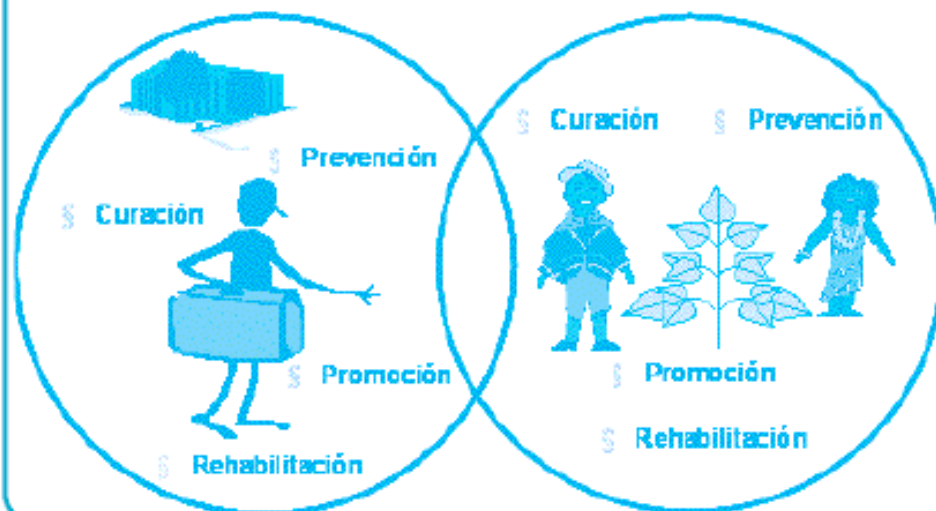 Prevención
Curación
Promoción
Rehabilitación
Curación
Prevención
Promoción
Rehabilitación